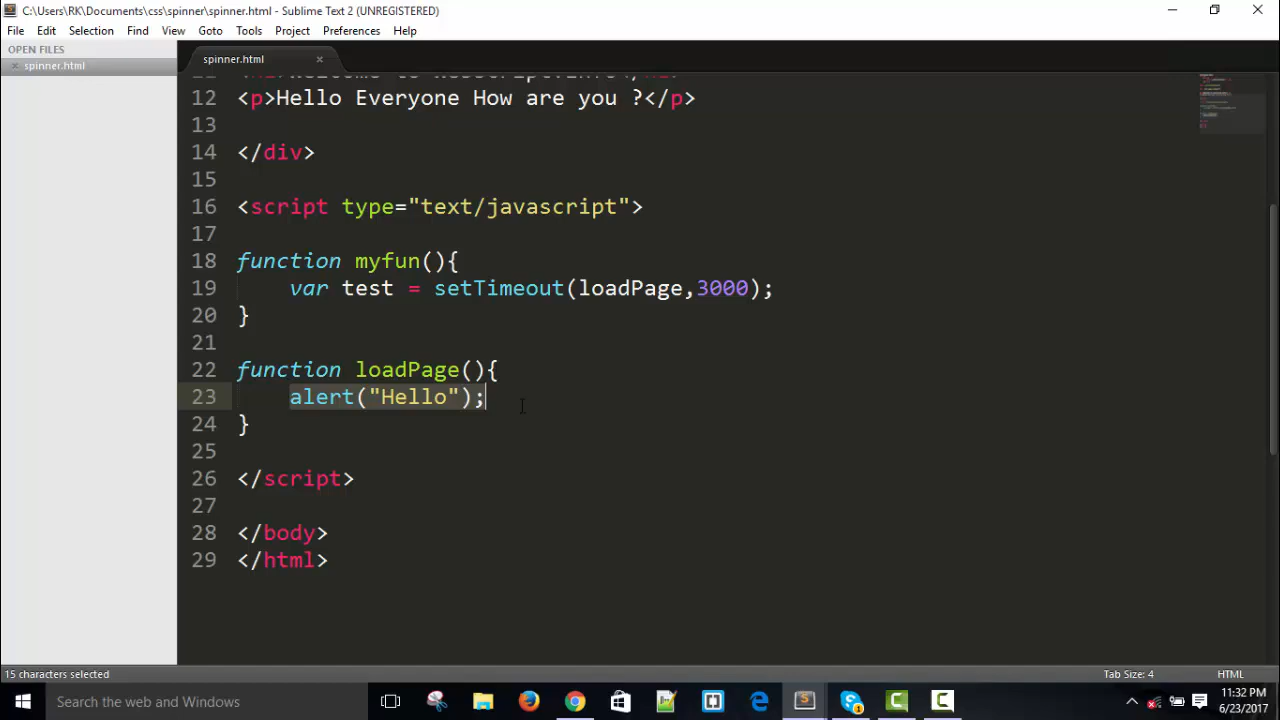 C:\Users\RK\Documents\css\spinner\spinner.html - Sublime Text 2 (UNREGISTERED)
File Edit Selection Find View Goto Tools Project Preferences Help
OPEN FILES
spinner.html
spinner.html
12 <p>Hello Everyone How are you ?</p>
13
14 </div>
15
16 <script type="text/javascript">
17
18 function myfun(){
19 var test = setTimeout(loadPage,3000);
20 }
21
22 function loadPage(){
23 alert("Hello");
24 }
25
26 </script>
27
28 </body>
29 </html>
15 characters selected
Tab Size: 4
HTML
Search the web and Windows
11:32 PM
6/23/2017